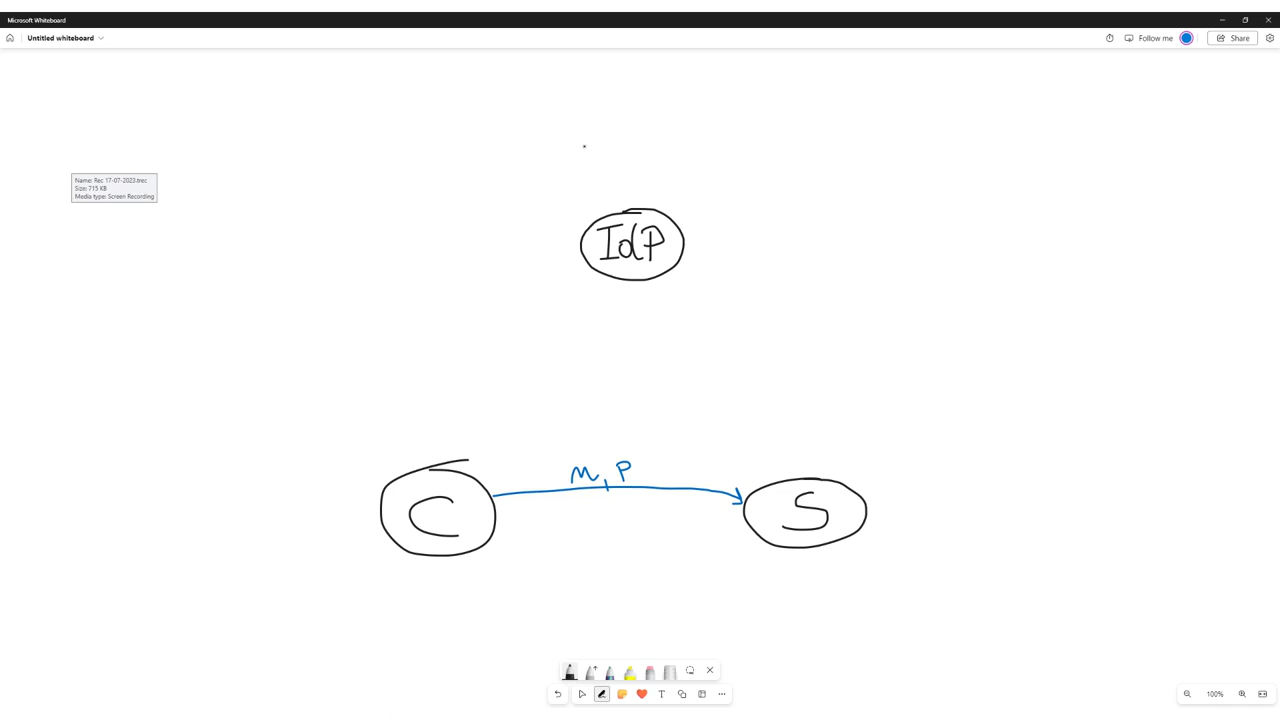 Microsoft Whiteboard
Untitled whiteboard
Follow me
Share
Name: Rec 17-07-2023.trec
Size: 715 KB
Media type: Screen Recording
IdP
M, P
C
S
T
100%